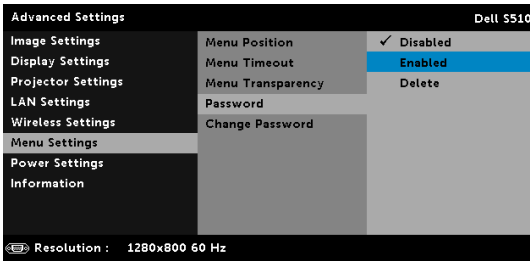 Advanced Settings Dell S510
Image Settings Menu Position ✓ Disabled
Display Settings Menu Timeout Enabled
Projector Settings Menu Transparency Delete
LAN Settings Password
Wireless Settings Change Password
Menu Settings
Power Settings
Information
Resolution : 1280x800 60 Hz